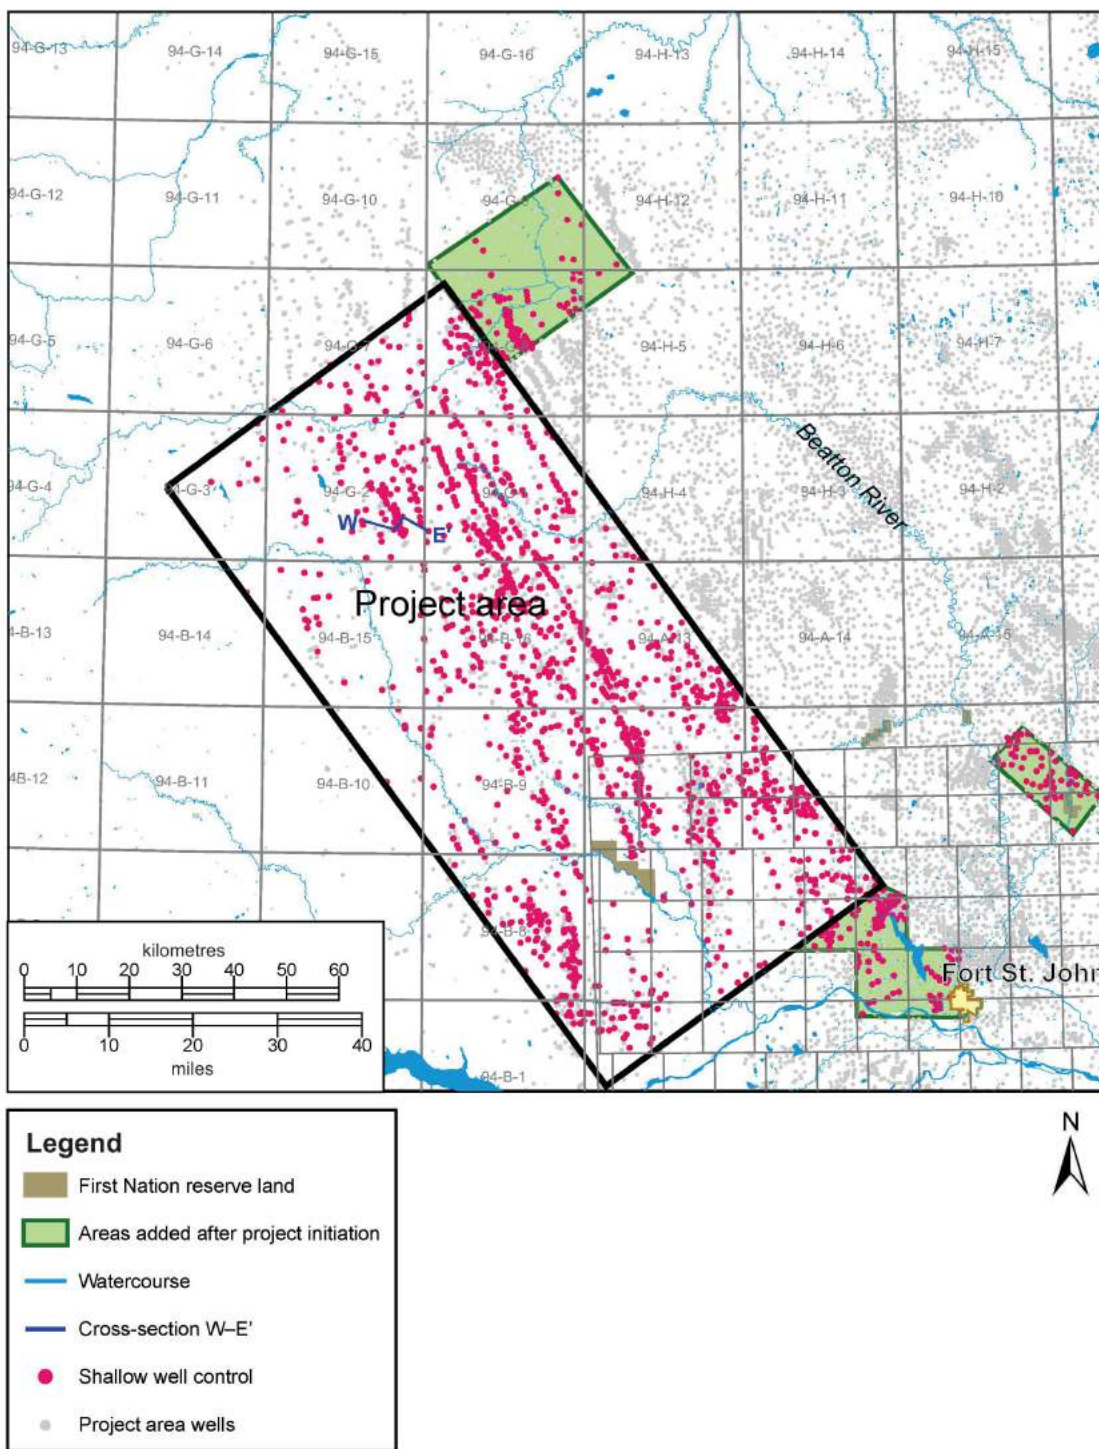 94-G-13 94-G-14 94-G-15 94-G-16 94-H-13 94-H-14 94-H-15
94-G-12 94-G-11 94-G-10 94-G-9 94-H-12 94-H-11 94-H-10
94-G-5 94-G-6 94-G-7 94-H-5 94-H-6 94-H-7
Beatton River
94-G-4 94-G-3 94-G-2 94-G-1 94-H-4 94-H-3 94-H-2
W E'
Project area
4-B-13 94-B-14 94-B-15 94-B-16 94-A-13 94-A-14 94-A-15
4B-12 94-B-11 94-B-10 94-B-9
94-B-8
Fort St. John
94-B-1
kilometres
0 10 20 30 40 50 60
0 10 20 30 40
miles
N
Legend
First Nation reserve land
Areas added after project initiation
Watercourse
Cross-section W–E'
Shallow well control
Project area wells